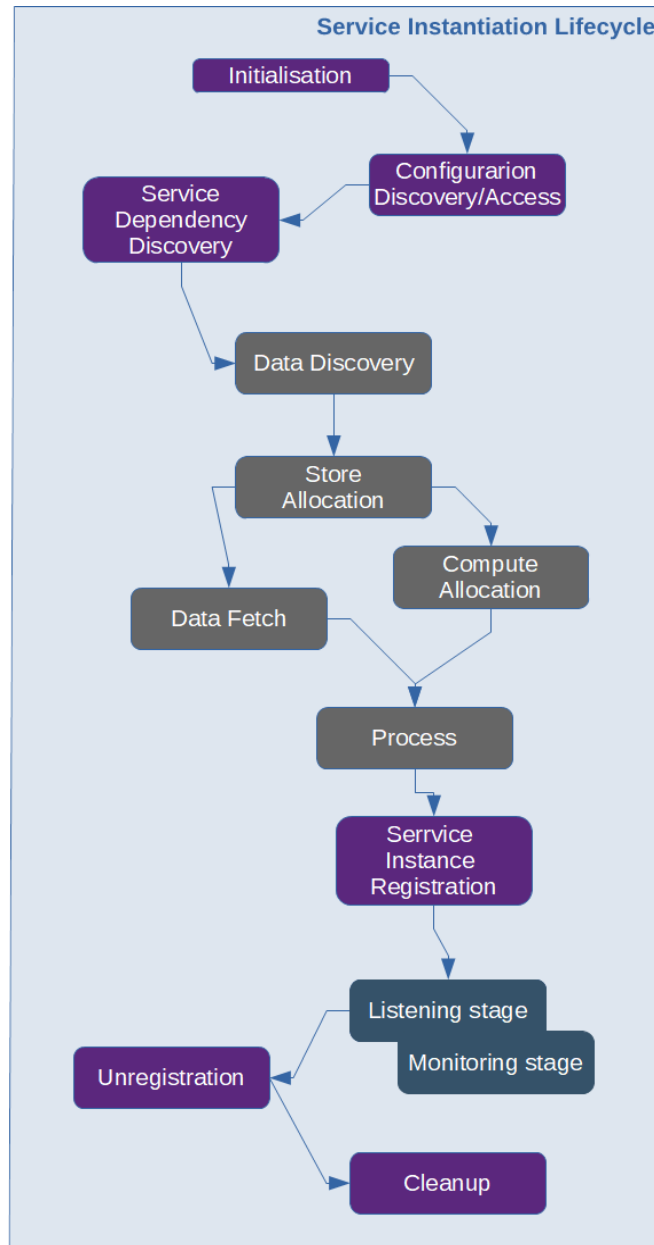 Service Instantiation Lifecycle
Initialisation
Configurarion
Discovery/Access
Service
Dependency
Discovery
Data Discovery
Store
Allocation
Compute
Allocation
Data Fetch
Process
Serrvice
Instance
Registration
Listening stage
Monitoring stage
Unregistration
Cleanup